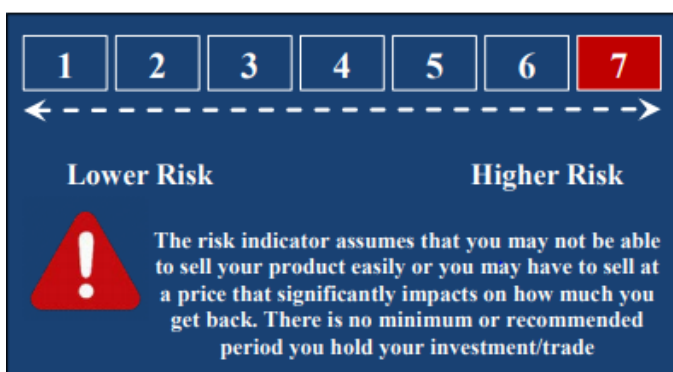 1 2 3 4 5 6 7
Lower Risk Higher Risk
The risk indicator assumes that you may not be able
to sell your product easily or you may have to sell at
a price that significantly impacts on how much you
get back. There is no minimum or recommended
period you hold your investment/trade